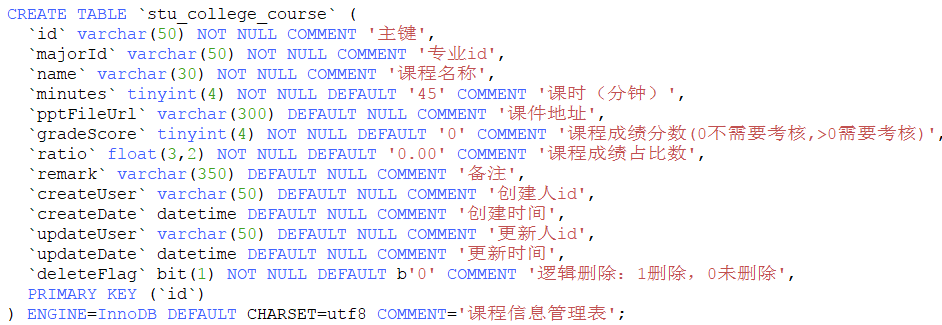 CREATE TABLE `stu_college_course` (
  `id` varchar(50) NOT NULL COMMENT '主键',
  `majorId` varchar(50) NOT NULL COMMENT '专业id',
  `name` varchar(30) NOT NULL COMMENT '课程名称',
  `minutes` tinyint(4) NOT NULL DEFAULT '45' COMMENT '课时（分钟）',
  `pptFileUrl` varchar(300) DEFAULT NULL COMMENT '课件地址',
  `gradeScore` tinyint(4) NOT NULL DEFAULT '0' COMMENT '课程成绩分数(0不需要考核,>0需要考核)',
  `ratio` float(3,2) NOT NULL DEFAULT '0.00' COMMENT '课程成绩占比数',
  `remark` varchar(350) DEFAULT NULL COMMENT '备注',
  `createUser` varchar(50) DEFAULT NULL COMMENT '创建人id',
  `createDate` datetime DEFAULT NULL COMMENT '创建时间',
  `updateUser` varchar(50) DEFAULT NULL COMMENT '更新人id',
  `updateDate` datetime DEFAULT NULL COMMENT '更新时间',
  `deleteFlag` bit(1) NOT NULL DEFAULT b'0' COMMENT '逻辑删除：1删除，0未删除',
  PRIMARY KEY (`id`)
) ENGINE=InnoDB DEFAULT CHARSET=utf8 COMMENT='课程信息管理表';